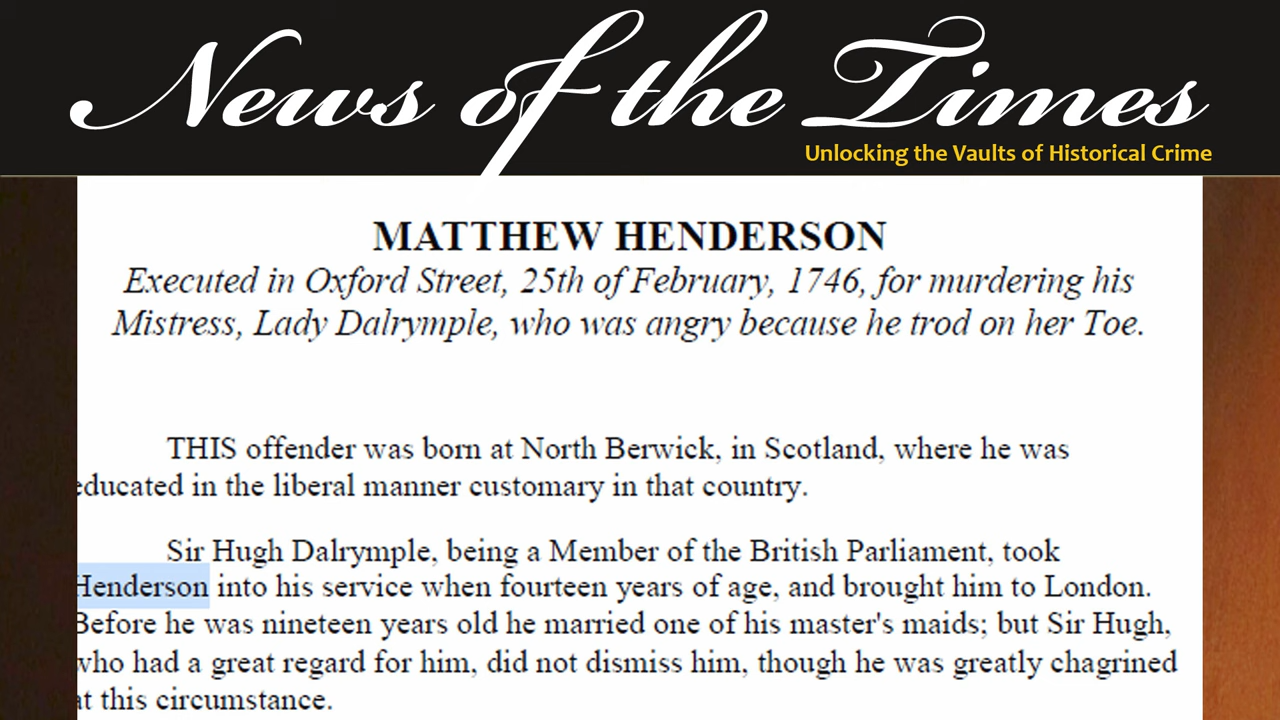 News of the Times
Unlocking the Vaults of Historical Crime
MATTHEW HENDERSON
Executed in Oxford Street, 25th of February, 1746, for murdering his
Mistress, Lady Dalrymple, who was angry because he trod on her Toe.
THIS offender was born at North Berwick, in Scotland, where he was
educated in the liberal manner customary in that country.
Sir Hugh Dalrymple, being a Member of the British Parliament, took
Henderson into his service when fourteen years of age, and brought him to London.
Before he was nineteen years old he married one of his master's maids; but Sir Hugh,
who had a great regard for him, did not dismiss him, though he was greatly chagrined
at this circumstance.